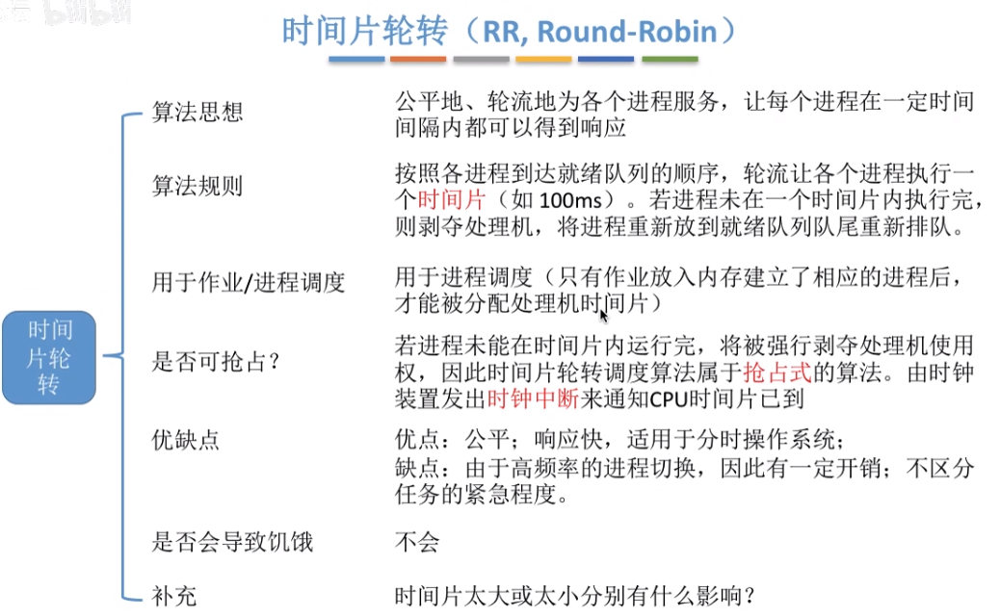 时间片轮转（RR, Round-Robin）
算法思想
公平地、轮流地为各个进程服务，让每个进程在一定时间
间隔内都可以得到响应
算法规则
按照各进程到达就绪队列的顺序，轮流让各个进程执行一
个时间片（如 100ms）。若进程未在一个时间片内执行完，
则剥夺处理机，将进程重新放到就绪队列队尾重新排队。
用于作业/进程调度
用于进程调度（只有作业放入内存建立了相应的进程后，
才能被分配处理机时间片）
时间
片轮
转
是否可抢占？
若进程未能在时间片内运行完，将被强行剥夺处理机使用
权，因此时间片轮转调度算法属于抢占式的算法。由时钟
装置发出时钟中断来通知CPU时间片已到
优缺点
优点：公平；响应快，适用于分时操作系统；
缺点：由于高频率的进程切换，因此有一定开销；不区分
任务的紧急程度。
是否会导致饥饿
不会
补充
时间片太大或太小分别有什么影响？